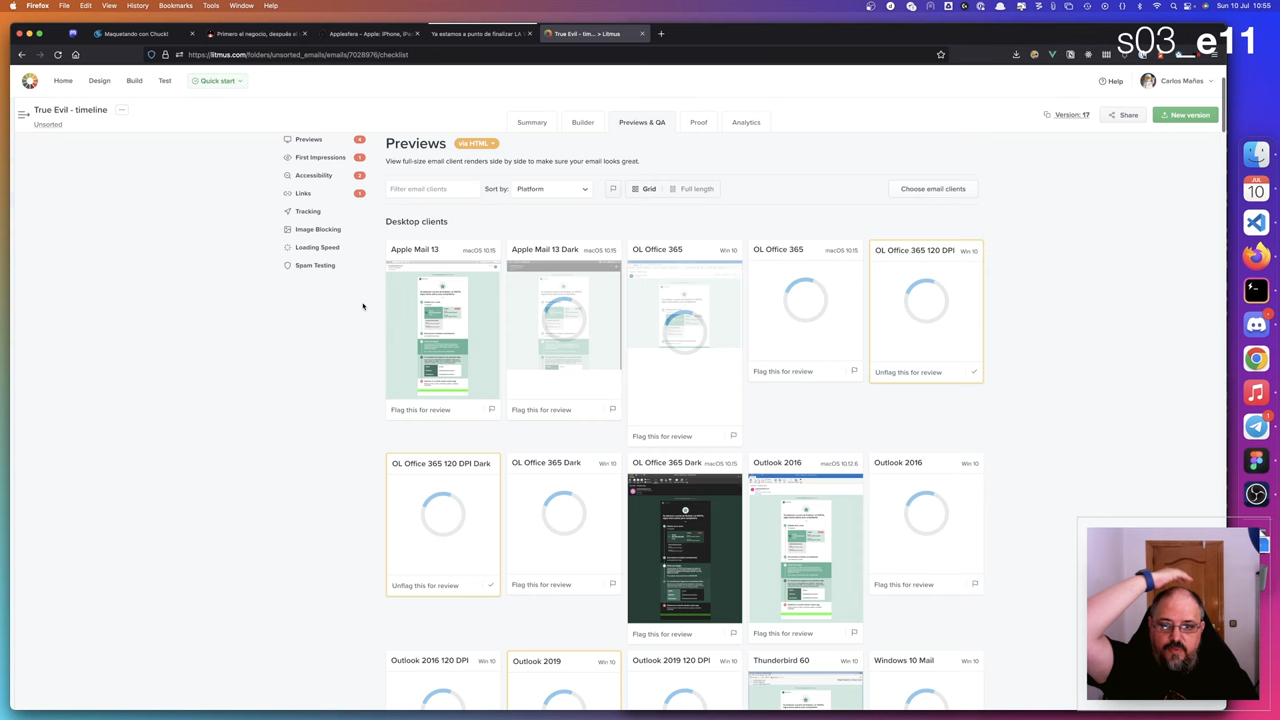 Firefox File Edit View History Bookmarks Tools Window Help
Sun 10 Jul 10:55
Maquetando con Chuck!
Primero el negocio, después el
Applesfera - Apple: iPhone, iPa
Ya estamos a punto de finalizar LA
True Evil - tim... > Litmus
s03 e11
https://litmus.com/folders/unsorted_emails/emails/7028976/checklist
Home Design Build Test Quick start
Help Carlos Mañas
True Evil - timeline
Unsorted
Summary Builder Previews & QA Proof Analytics
Version: 17 Share New version
Previews 4
First Impressions 1
Accessibility 2
Links 1
Tracking
Image Blocking
Loading Speed
Spam Testing
Previews via HTML
View full-size email client renders side by side to make sure your email looks great.
Filter email clients Sort by: Platform Grid Full length Choose email clients
Desktop clients
Apple Mail 13 macOS 10.15
Apple Mail 13 Dark macOS 10.15
OL Office 365 Win 10
OL Office 365 macOS 10.15
OL Office 365 120 DPI Win 10
Flag this for review
Flag this for review
Flag this for review
Flag this for review
Unflag this for review
OL Office 365 120 DPI Dark
OL Office 365 Dark Win 10
OL Office 365 Dark macOS 10.15
Outlook 2016 macOS 10.12.6
Outlook 2016 Win 10
Unflag this for review
Flag this for review
Flag this for review
Flag this for review
Flag this for review
Outlook 2016 120 DPI Win 10
Outlook 2019 Win 10
Outlook 2019 120 DPI Win 10
Thunderbird 60 Win 10
Windows 10 Mail Win 10
JUL
10